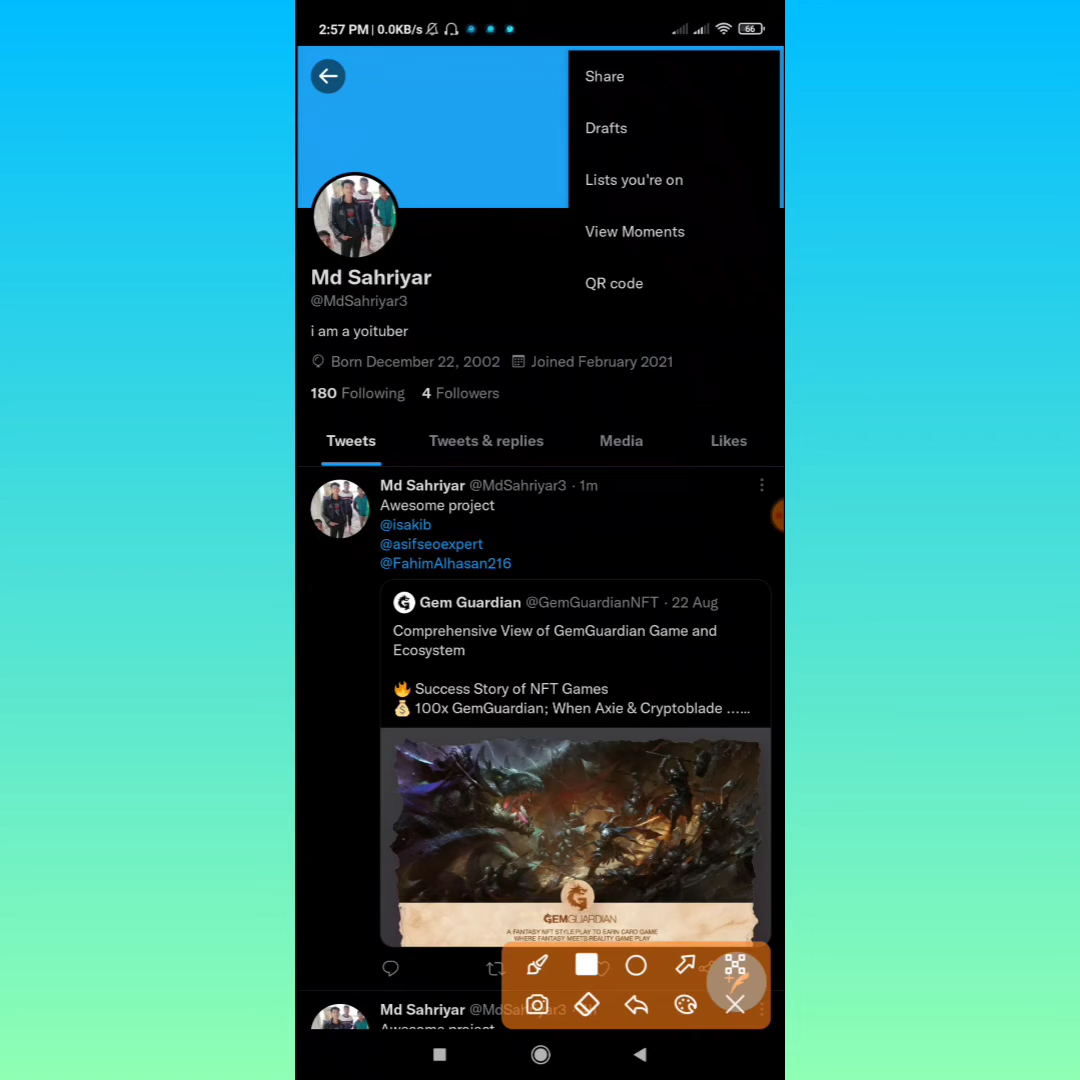 2:57 PM | 0.0KB/s
66
Share
Drafts
Lists you're on
View Moments
QR code
Md Sahriyar
@MdSahriyar3
i am a yoituber
Born December 22, 2002 Joined February 2021
180 Following 4 Followers
Tweets Tweets & replies Media Likes
Md Sahriyar @MdSahriyar3 · 1m
Awesome project
@isakib
@asifseoexpert
@FahimAlhasan216
Gem Guardian @GemGuardianNFT · 22 Aug
Comprehensive View of GemGuardian Game and
Ecosystem
🔥 Success Story of NFT Games
💰 100x GemGuardian; When Axie & Cryptoblade ......
GEMGUARDIAN
A FANTASY NFT STYLE PLAY TO EARN CARD GAME
WHERE FANTASY MEETS REALITY GAME PLAY
Md Sahriyar @MdSahriyar3
Awesome project